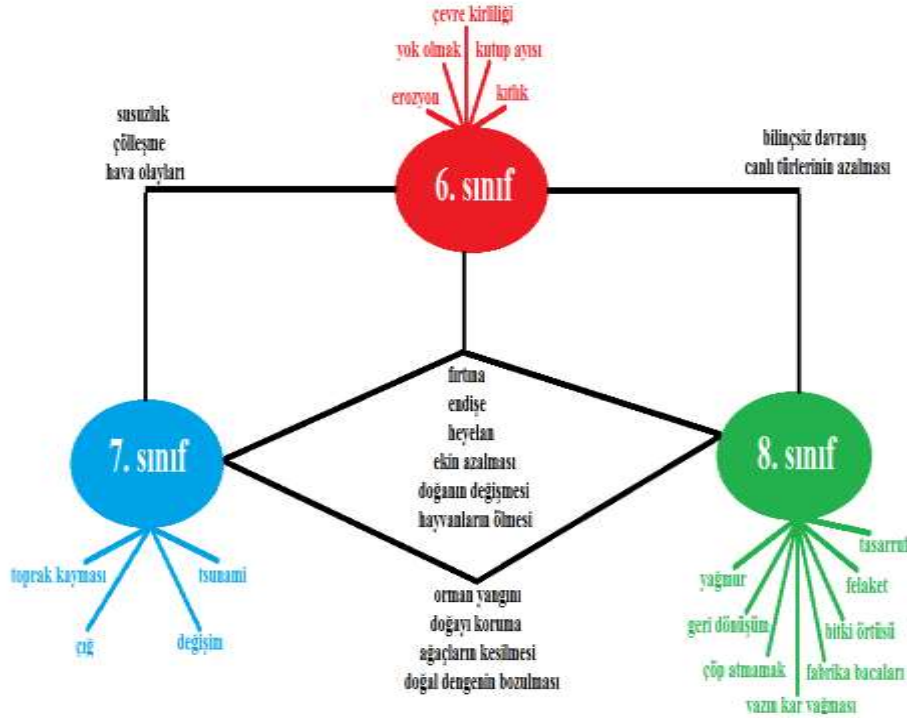 çevre kirliliği
yok olmak
kutup ayısı
erozyon
kıtlık
susuzluk
çölleşme
hava olayları
6. sınıf
bilinçsiz davranış
canlı türlerinin azalması
fırtına
endişe
heyelan
ekin azalması
doğanın değişmesi
hayvanların ölmesi
7. sınıf
8. sınıf
toprak kayması
tsunami
çığ
değişim
orman yangını
doğayı koruma
ağaçların kesilmesi
doğal dengenin bozulması
tasarruf
yağmur
felaket
geri dönüşüm
bitki örtüsü
çöp atmamak
fabrika bacaları
yazın kar yağması